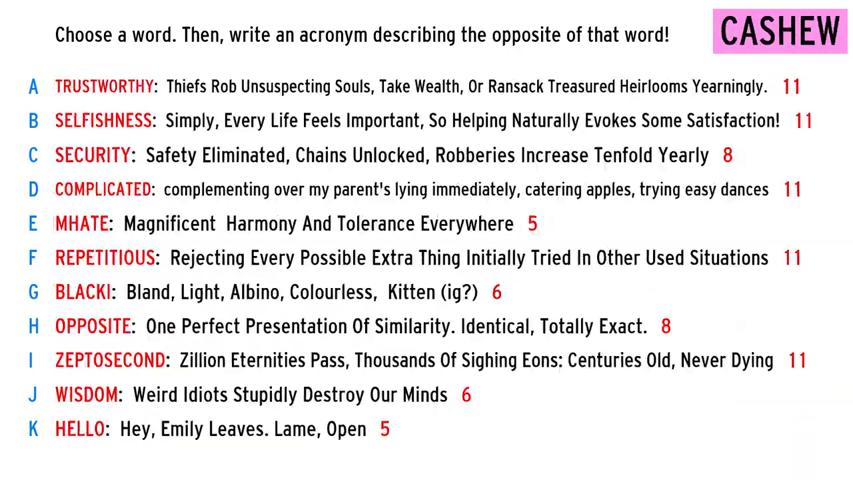 Choose a word. Then, write an acronym describing the opposite of that word!
CASHEW
A TRUSTWORTHY: Thiefs Rob Unsuspecting Souls, Take Wealth, Or Ransack Treasured Heirlooms Yearningly. 11
B SELFISHNESS: Simply, Every Life Feels Important, So Helping Naturally Evokes Some Satisfaction! 11
C SECURITY: Safety Eliminated, Chains Unlocked, Robberies Increase Tenfold Yearly 8
D COMPLICATED: complementing over my parent's lying immediately, catering apples, trying easy dances 11
E MHATE: Magnificent Harmony And Tolerance Everywhere 5
F REPETITIOUS: Rejecting Every Possible Extra Thing Initially Tried In Other Used Situations 11
G BLACKI: Bland, Light, Albino, Colourless, Kitten (ig?) 6
H OPPOSITE: One Perfect Presentation Of Similarity. Identical, Totally Exact. 8
I ZEPTOSECOND: Zillion Eternities Pass, Thousands Of Sighing Eons: Centuries Old, Never Dying 11
J WISDOM: Weird Idiots Stupidly Destroy Our Minds 6
K HELLO: Hey, Emily Leaves. Lame, Open 5